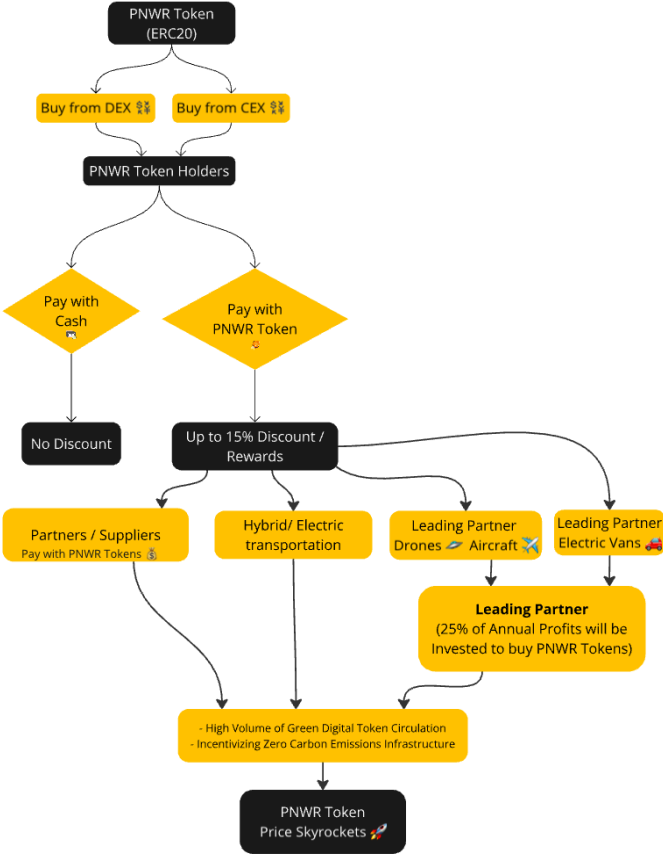 PNWR Token
(ERC20)
Buy from DEX 💱
Buy from CEX 💱
PNWR Token Holders
Pay with
Cash
Pay with
PNWR Token
No Discount
Up to 15% Discount /
Rewards
Partners / Suppliers
Pay with PNWR Tokens 💰
Hybrid/ Electric
transportation
Leading Partner
Drones 🛩 Aircraft ✈️
Leading Partner
Electric Vans 🚗
Leading Partner
(25% of Annual Profits will be
Invested to buy PNWR Tokens)
- High Volume of Green Digital Token Circulation
- Incentivizing Zero Carbon Emissions Infrastructure
PNWR Token
Price Skyrockets 🚀